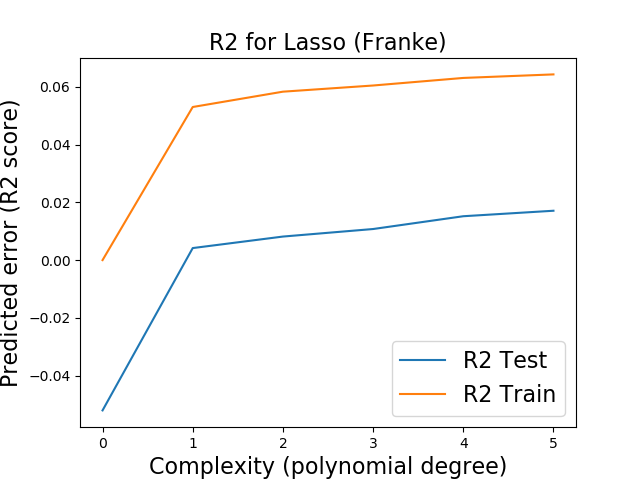 R2 for Lasso (Franke)
Predicted error (R2 score)
0.06
0.04
0.02
0.00
−0.02
−0.04
R2 Test
R2 Train
0 1 2 3 4 5
Complexity (polynomial degree)